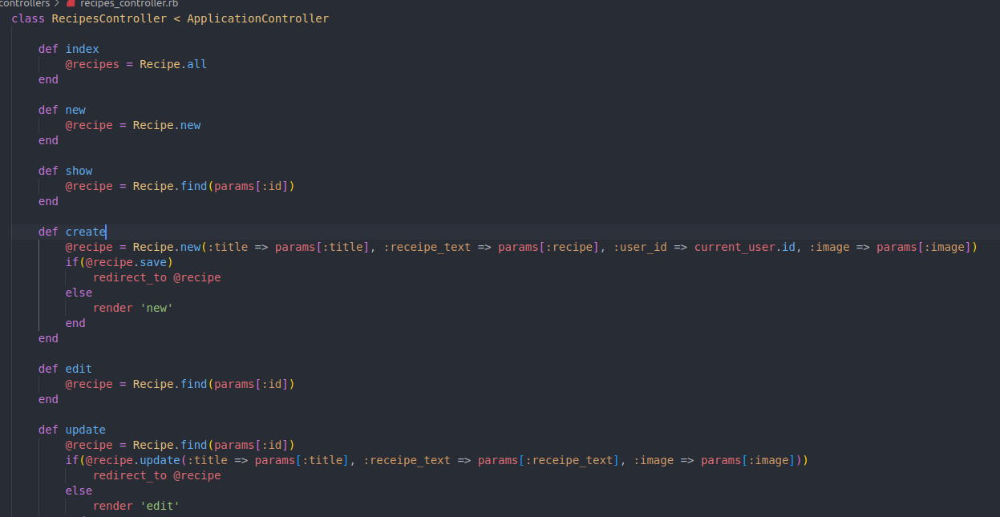 controllers > recipes_controller.rb
class RecipesController < ApplicationController
    def index
        @recipes = Recipe.all
    end
    def new
        @recipe = Recipe.new
    end
    def show
        @recipe = Recipe.find(params[:id])
    end
    def create
        @recipe = Recipe.new(:title => params[:title], :receipe_text => params[:recipe], :user_id => current_user.id, :image => params[:image])
        if(@recipe.save)
            redirect_to @recipe
        else
            render 'new'
        end
    end
    def edit
        @recipe = Recipe.find(params[:id])
    end
    def update
        @recipe = Recipe.find(params[:id])
        if(@recipe.update(:title => params[:title], :receipe_text => params[:receipe_text], :image => params[:image]))
            redirect_to @recipe
        else
            render 'edit'